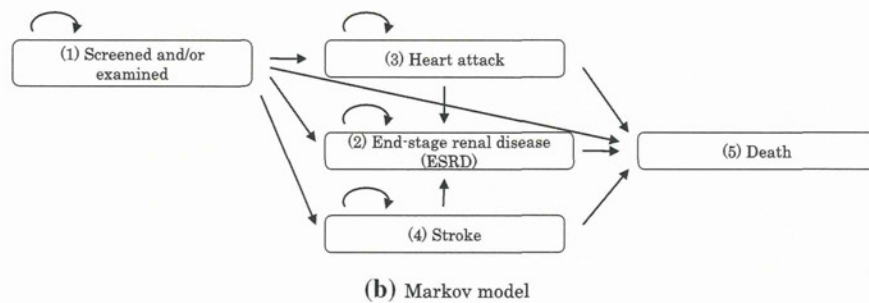 (1) Screened and/or
examined
(3) Heart attack
(2) End-stage renal disease
(ESRD)
(5) Death
(4) Stroke
(b) Markov model